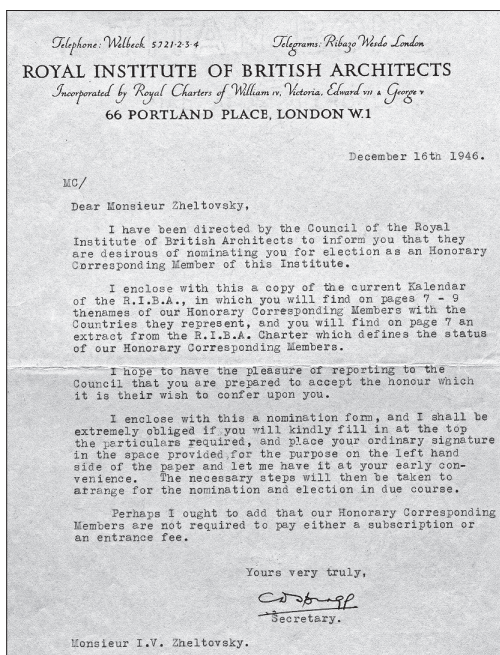 Telephone: Welbeck 5721·2·3·4 Telegrams: Ribazo Wesdo London
ROYAL INSTITUTE OF BRITISH ARCHITECTS
Incorporated by Royal Charters of William IV, Victoria, Edward VII & George V
66 PORTLAND PLACE, LONDON W.1
December 16th 1946.
MC/
Dear Monsieur Zheltovsky,
I have been directed by the Council of the Royal
Institute of British Architects to inform you that they
are desirous of nominating you for election as an Honorary
Corresponding Member of this Institute.
I enclose with this a copy of the current Kalendar
of the R.I.B.A., in which you will find on pages 7 - 9
thenames of our Honorary Corresponding Members with the
Countries they represent, and you will find on page 7 an
extract from the R.I.B.A. Charter which defines the status
of our Honorary Corresponding Members.
I hope to have the pleasure of reporting to the
Council that you are prepared to accept the honour which
it is their wish to confer upon you.
I enclose with this a nomination form, and I shall be
extremely obliged if you will kindly fill in at the top
the particulars required, and place your ordinary signature
in the space provided for the purpose on the left hand
side of the paper and let me have it at your early con-
venience. The necessary steps will then be taken to
arrange for the nomination and election in due course.
Perhaps I ought to add that our Honorary Corresponding
Members are not required to pay either a subscription or
an entrance fee.
Yours very truly,
Secretary.
Monsieur I.V. Zheltovsky.